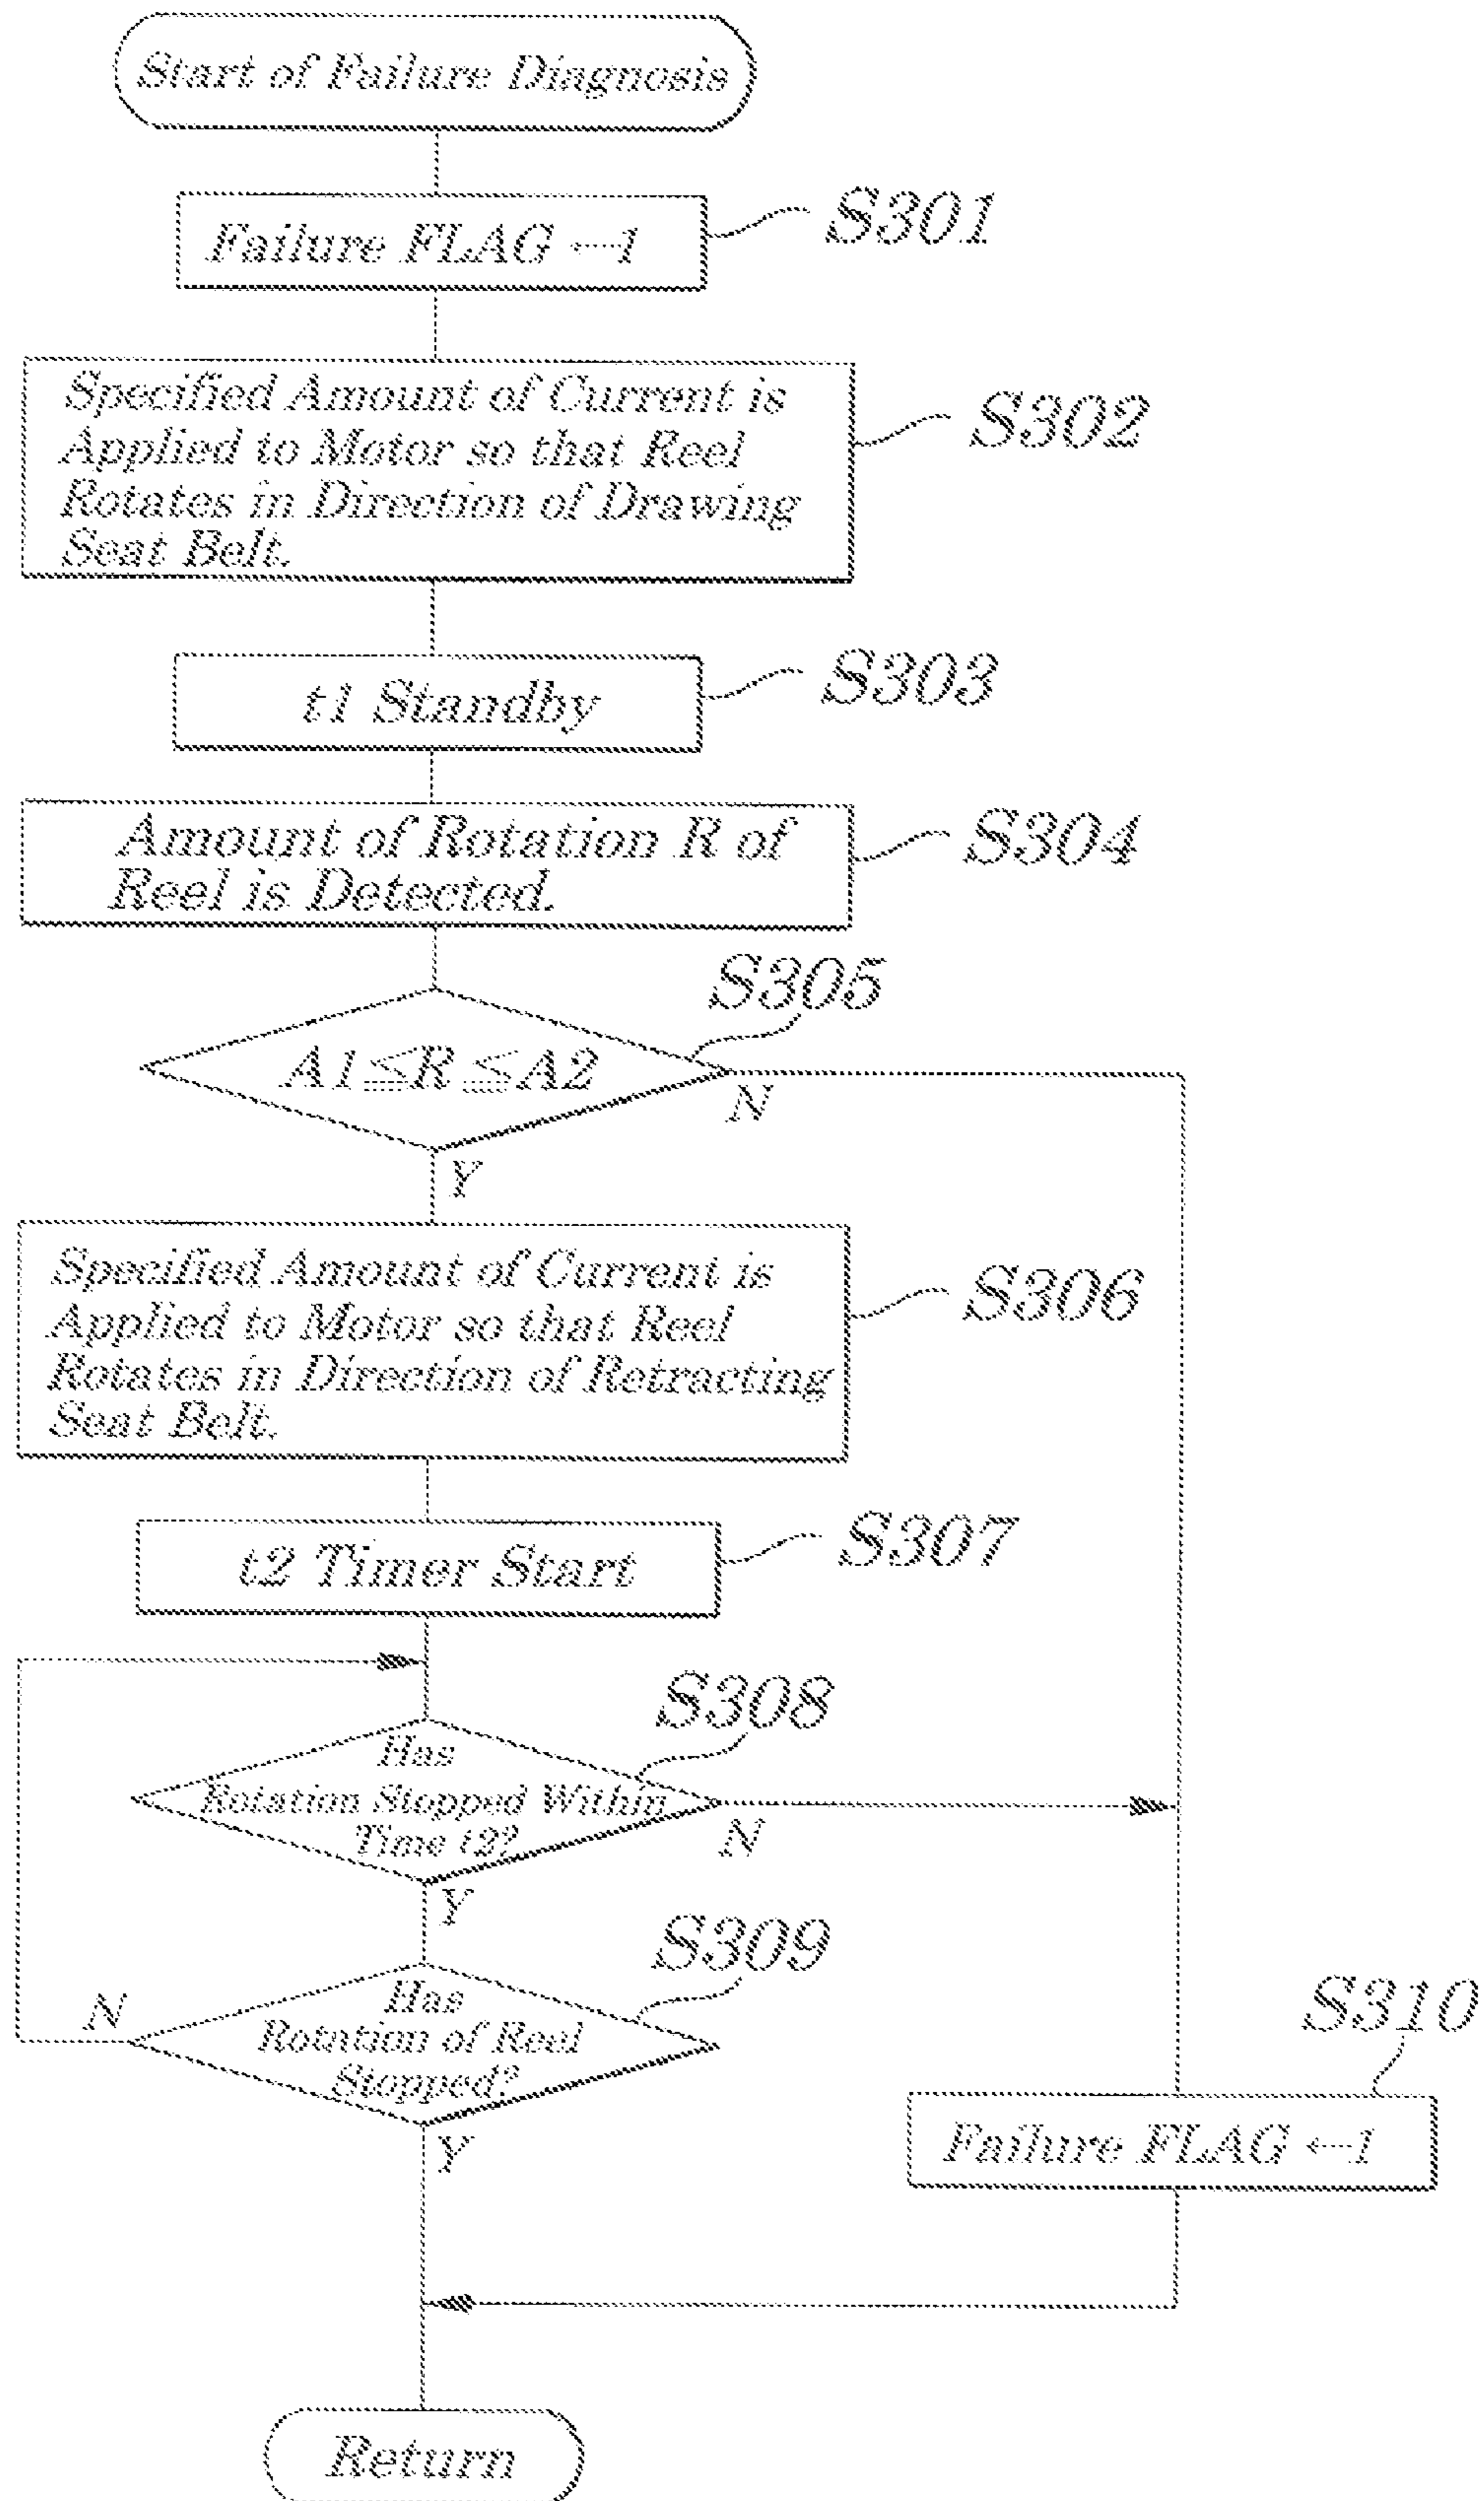 Start of Failure Diagnosis
Failure FLAG ←1
S301
Specified Amount of Current is
Applied to Motor so that Reel
Rotates in Direction of Drawing
Seat Belt.
S302
t1 Standby
S303
Amount of Rotation R of
Reel is Detected.
S304
S305
A1≦R≦A2
N
Y
Specified Amount of Current is
Applied to Motor so that Reel
Rotates in Direction of Retracting
Seat Belt.
S306
t2 Timer Start
S307
S308
Has
Rotation Stopped Within
Time t2?
N
Y
S309
Has
Rotation of Reel
Stopped?
N
Y
S310
Failure FLAG ←1
Return